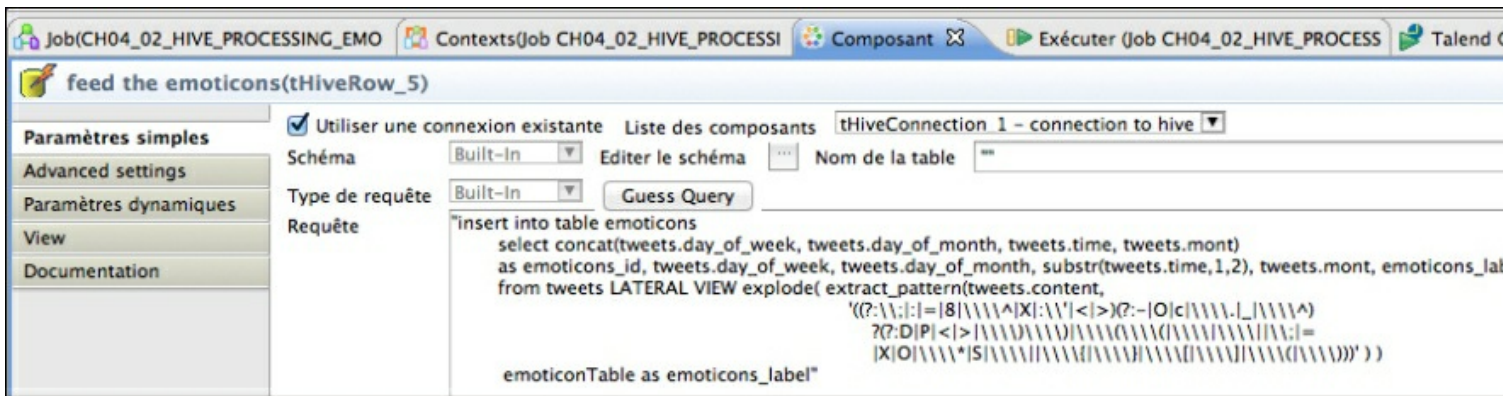 Job(CH04_02_HIVE_PROCESSING_EMO Contexts(Job CH04_02_HIVE_PROCESSI Composant Exécuter (Job CH04_02_HIVE_PROCESS Talend
feed the emoticons(tHiveRow_5)
Paramètres simples
Advanced settings
Paramètres dynamiques
View
Documentation
Utiliser une connexion existante Liste des composants tHiveConnection_1 - connection to hive
Schéma Built-In Editer le schéma ... Nom de la table ""
Type de requête Built-In Guess Query
Requête "insert into table emoticons
select concat(tweets.day_of_week, tweets.day_of_month, tweets.time, tweets.mont)
as emoticons_id, tweets.day_of_week, tweets.day_of_month, substr(tweets.time,1,2), tweets.mont, emoticons_lab
from tweets LATERAL VIEW explode( extract_pattern(tweets.content,
'((?:\\;|:|=|8|\\\\^|X|:\\'|<|>)(?:-|O|c|\\\\.|_|\\\\^)
?(?:D|P|<|>|\\\\)\\\\)|\\\\(\\\\((|\\\\|\\\\||\\;|=
|X|O|\\\\*|S|\\\\||\\\\{|\\\\}|\\\\[|\\\\]|\\\\(|\\\\)))' ) )
emoticonTable as emoticons_label"